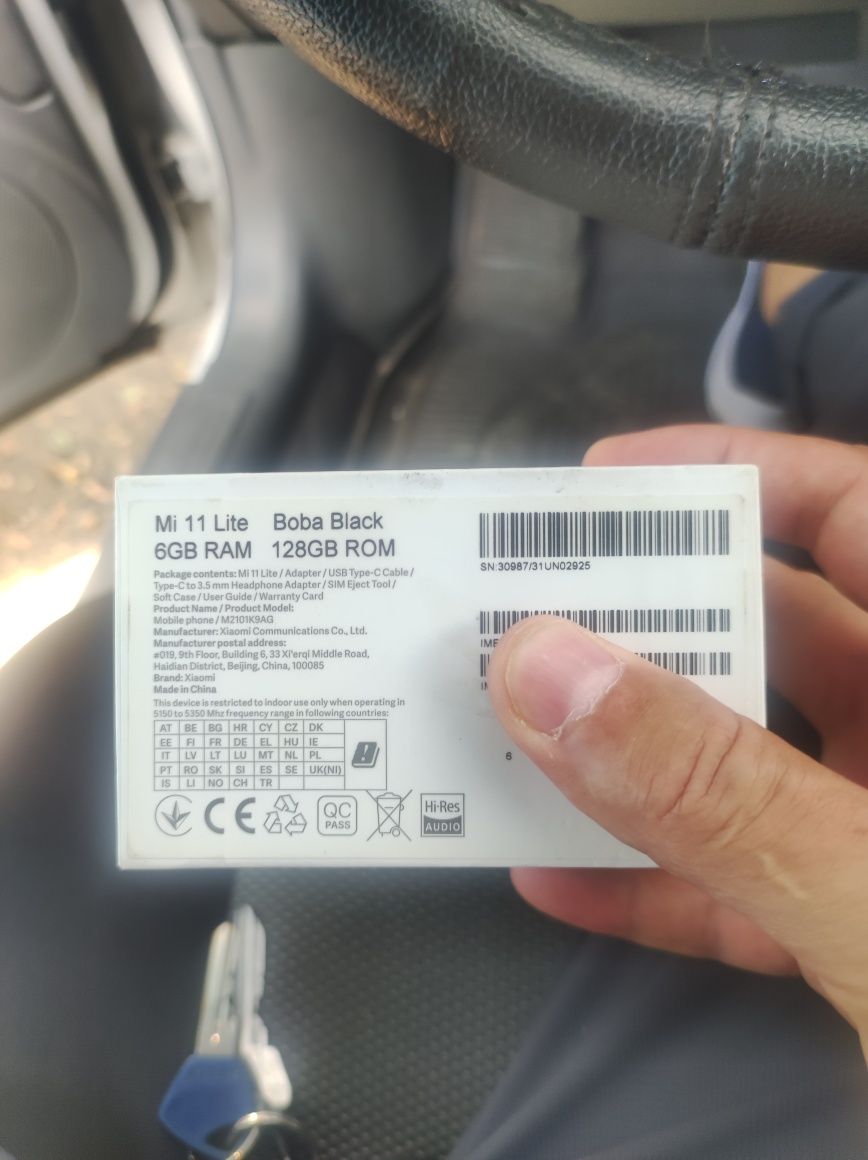 Mi 11 Lite Boba Black
6GB RAM 128GB ROM
Package contents: Mi 11 Lite / Adapter / USB Type-C Cable /
Type-C to 3.5 mm Headphone Adapter / SIM Eject Tool /
Soft Case / User Guide / Warranty Card
Product Name / Product Model:
Mobile phone / M2101K9AG
Manufacturer: Xiaomi Communications Co., Ltd.
Manufacturer postal address:
#019, 9th Floor, Building 6, 33 Xi'erqi Middle Road,
Haidian District, Beijing, China, 100085
Brand: Xiaomi
Made in China
This device is restricted to indoor use only when operating in
5150 to 5350 Mhz frequency range in following countries:
AT BE BG HR CY CZ DK
EE FI FR DE EL HU IE
IT LV LT LU MT NL PL
PT RO SK SI ES SE UK(NI)
IS LI NO CH TR
CE
QC
PASS
Hi-Res
AUDIO
SN:30987/31UN02925
6